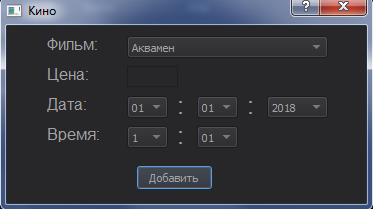 Кино
Фильм: Аквамен
Цена:
Дата: 01 : 01 : 2018
Время: 1 : 01
Добавить